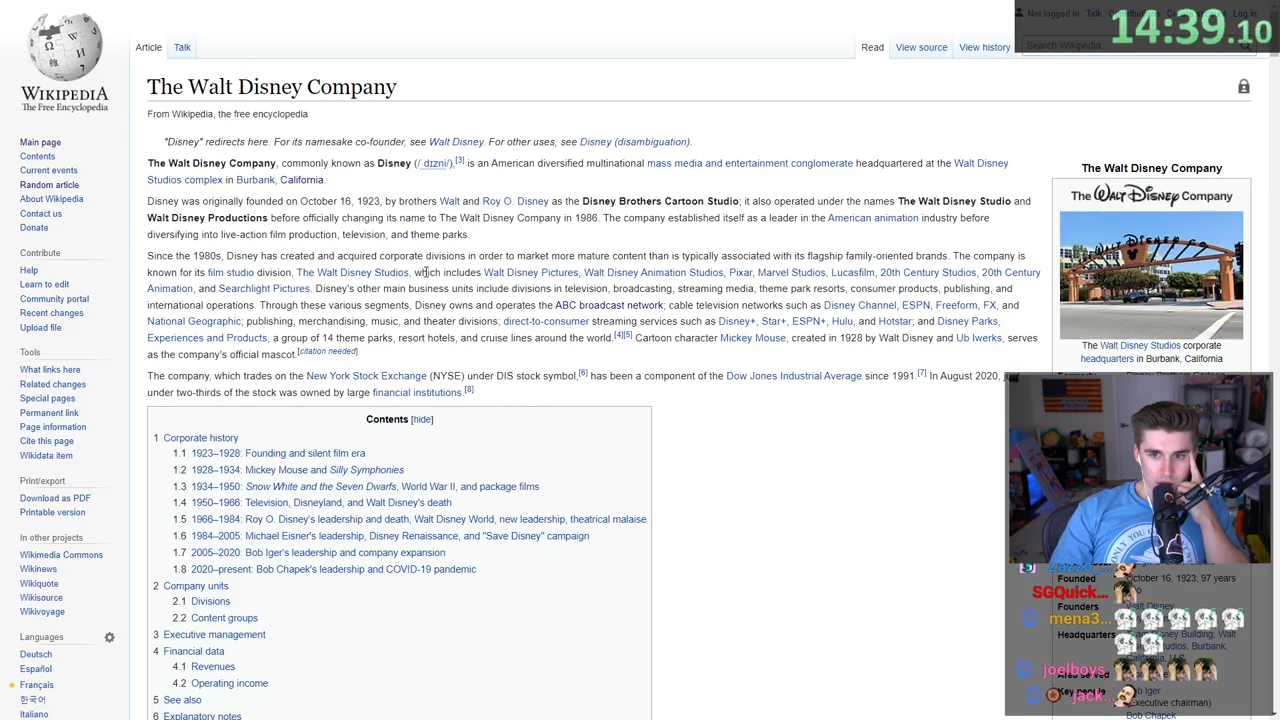 WIKIPEDIA
The Free Encyclopedia
Main page
Contents
Current events
Random article
About Wikipedia
Contact us
Donate
Contribute
Help
Learn to edit
Community portal
Recent changes
Upload file
Tools
What links here
Related changes
Special pages
Permanent link
Page information
Cite this page
Wikidata item
Print/export
Download as PDF
Printable version
In other projects
Wikimedia Commons
Wikinews
Wikiquote
Wikisource
Wikivoyage
Languages
Deutsch
Español
Français
한국어
Italiano
Not logged in Talk Contributions Create account Log in
14:39.10
Article Talk Read View source View history Search Wikipedia
The Walt Disney Company
From Wikipedia, the free encyclopedia
"Disney" redirects here. For its namesake co-founder, see Walt Disney. For other uses, see Disney (disambiguation).
The Walt Disney Company, commonly known as Disney (/ˈdɪzni/),[3] is an American diversified multinational mass media and entertainment conglomerate headquartered at the Walt Disney
Studios complex in Burbank, California.
Disney was originally founded on October 16, 1923, by brothers Walt and Roy O. Disney as the Disney Brothers Cartoon Studio; it also operated under the names The Walt Disney Studio and
Walt Disney Productions before officially changing its name to The Walt Disney Company in 1986. The company established itself as a leader in the American animation industry before
diversifying into live-action film production, television, and theme parks.
Since the 1980s, Disney has created and acquired corporate divisions in order to market more mature content than is typically associated with its flagship family-oriented brands. The company is
known for its film studio division, The Walt Disney Studios, which includes Walt Disney Pictures, Walt Disney Animation Studios, Pixar, Marvel Studios, Lucasfilm, 20th Century Studios, 20th Century
Animation, and Searchlight Pictures. Disney's other main business units include divisions in television, broadcasting, streaming media, theme park resorts, consumer products, publishing, and
international operations. Through these various segments, Disney owns and operates the ABC broadcast network; cable television networks such as Disney Channel, ESPN, Freeform, FX, and
National Geographic; publishing, merchandising, music, and theater divisions; direct-to-consumer streaming services such as Disney+, Star+, ESPN+, Hulu, and Hotstar; and Disney Parks,
Experiences and Products, a group of 14 theme parks, resort hotels, and cruise lines around the world.[4][5] Cartoon character Mickey Mouse, created in 1928 by Walt Disney and Ub Iwerks, serves
as the company's official mascot.[citation needed]
The company, which trades on the New York Stock Exchange (NYSE) under DIS stock symbol,[6] has been a component of the Dow Jones Industrial Average since 1991.[7] In August 2020,
under two-thirds of the stock was owned by large financial institutions.[8]
Contents [hide]
1 Corporate history
1.1 1923–1928: Founding and silent film era
1.2 1928–1934: Mickey Mouse and Silly Symphonies
1.3 1934–1950: Snow White and the Seven Dwarfs, World War II, and package films
1.4 1950–1966: Television, Disneyland, and Walt Disney's death
1.5 1966–1984: Roy O. Disney's leadership and death, Walt Disney World, new leadership, theatrical malaise
1.6 1984–2005: Michael Eisner's leadership, Disney Renaissance, and "Save Disney" campaign
1.7 2005–2020: Bob Iger's leadership and company expansion
1.8 2020–present: Bob Chapek's leadership and COVID-19 pandemic
2 Company units
2.1 Divisions
2.2 Content groups
3 Executive management
4 Financial data
4.1 Revenues
4.2 Operating income
5 See also
6 Explanatory notes
The Walt Disney Company
The Walt Disney Company
The Walt Disney Studios corporate
headquarters in Burbank, California
Founded October 16, 1923; 97 years
SGQuick...
Founders Walt Disney
mena3...
Headquarters Disney Building, Walt
Burbank,
joelboys
Area served
Key people Bob Iger
jack...
(Executive chairman)
Bob Chapek